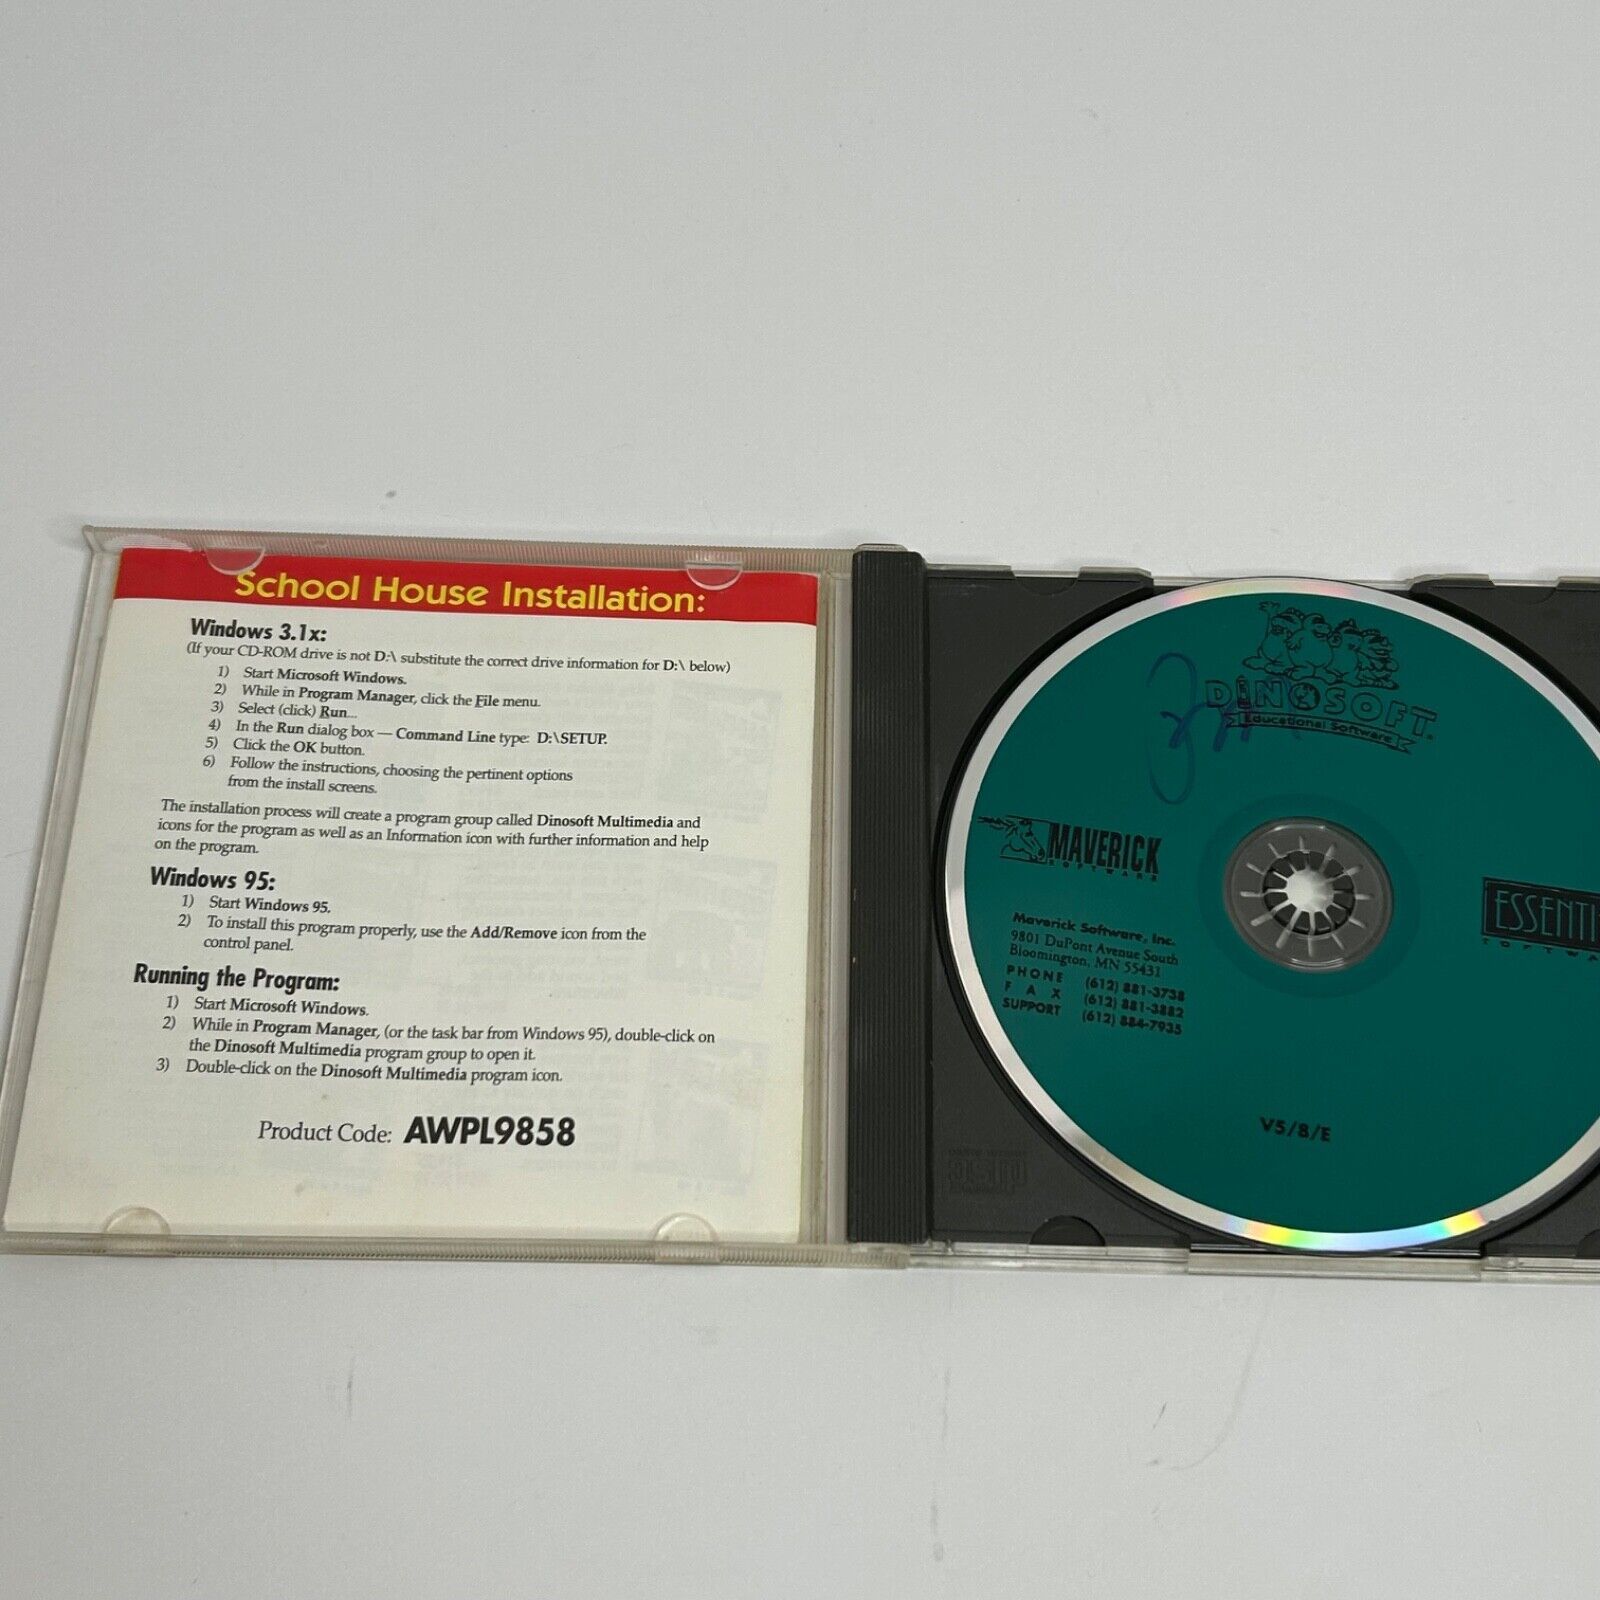 School House Installation:
Windows 3.1x:
(If your CD-ROM drive is not D:\ substitute the correct drive information for D:\ below)
1) Start Microsoft Windows.
2) While in Program Manager, click the File menu.
3) Select (click) Run...
4) In the Run dialog box — Command Line type: D:\SETUP.
5) Click the OK button.
6) Follow the instructions, choosing the pertinent options
from the install screens.
The installation process will create a program group called Dinosoft Multimedia and
icons for the program as well as an Information icon with further information and help
on the program.
Windows 95:
1) Start Windows 95.
2) To install this program properly, use the Add/Remove icon from the
control panel.
Running the Program:
1) Start Microsoft Windows.
2) While in Program Manager, (or the task bar from Windows 95), double-click on
the Dinosoft Multimedia program group to open it.
3) Double-click on the Dinosoft Multimedia program icon.
Product Code: AWPL9858
DINOSOFT
Educational Software
MAVERICK
SOFTWARE
Maverick Software, Inc.
9801 DuPont Avenue South
Bloomington, MN 55431
PHONE (612) 881-3738
FAX (612) 881-3882
SUPPORT (612) 884-7935
ESSENTI
SOFTWA
V5/8/E